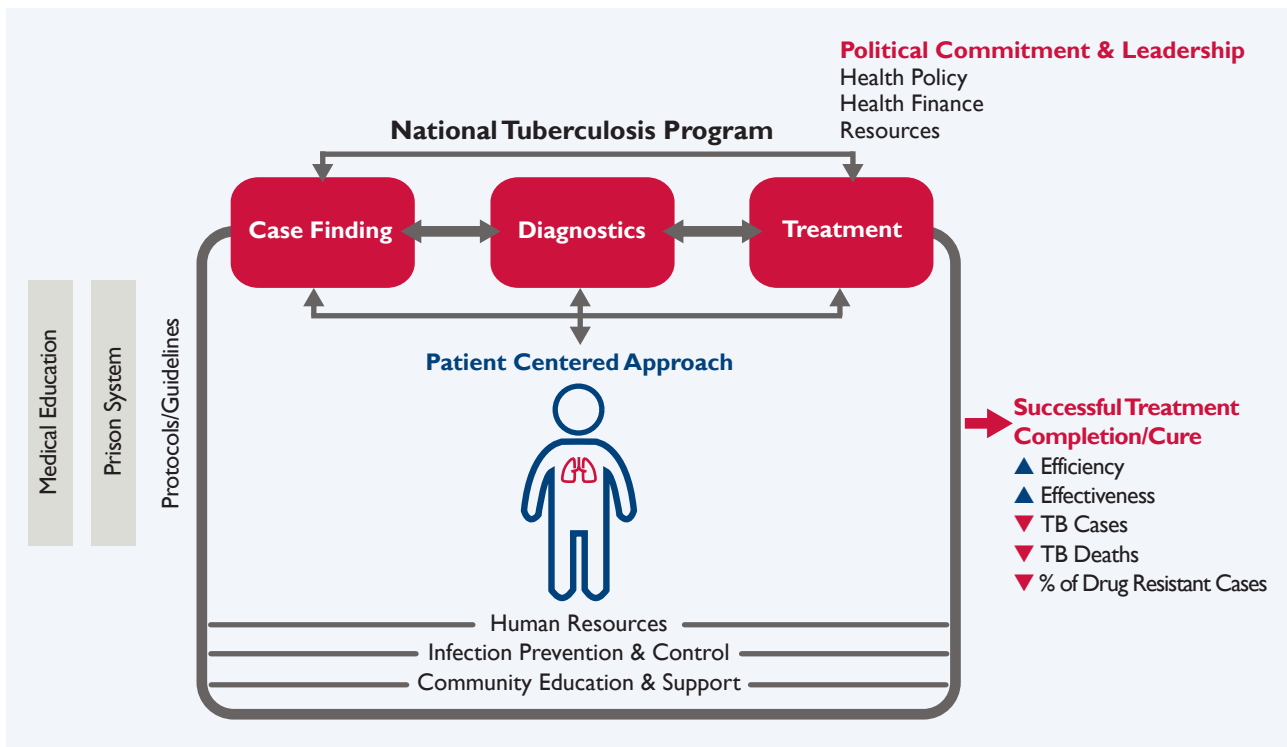 Political Commitment & Leadership
Health Policy
Health Finance
Resources
National Tuberculosis Program
Case Finding
Diagnostics
Treatment
Medical Education
Prison System
Protocols/Guidelines
Patient Centered Approach
Successful Treatment
Completion/Cure
Efficiency
Effectiveness
TB Cases
TB Deaths
% of Drug Resistant Cases
Human Resources
Infection Prevention & Control
Community Education & Support